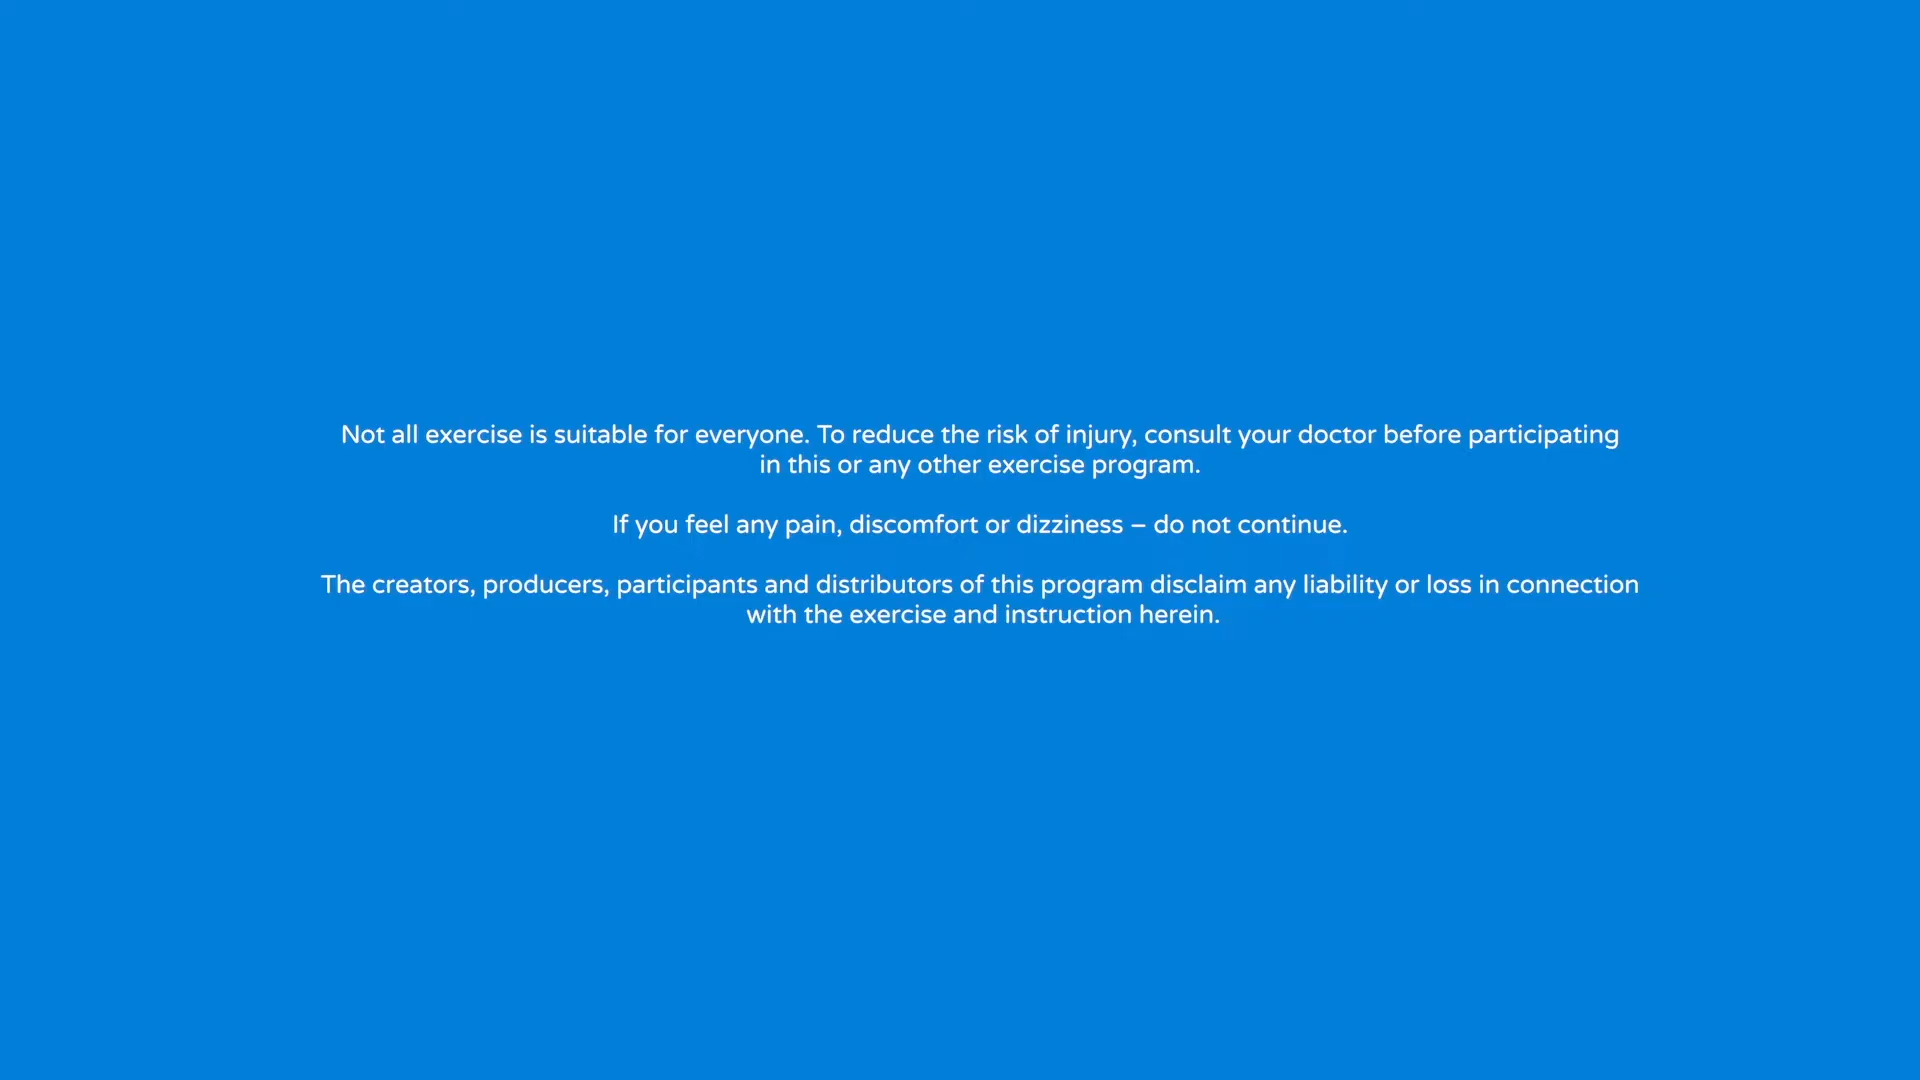 Not all exercise is suitable for everyone. To reduce the risk of injury, consult your doctor before participating
in this or any other exercise program.
If you feel any pain, discomfort or dizziness – do not continue.
The creators, producers, participants and distributors of this program disclaim any liability or loss in connection
with the exercise and instruction herein.